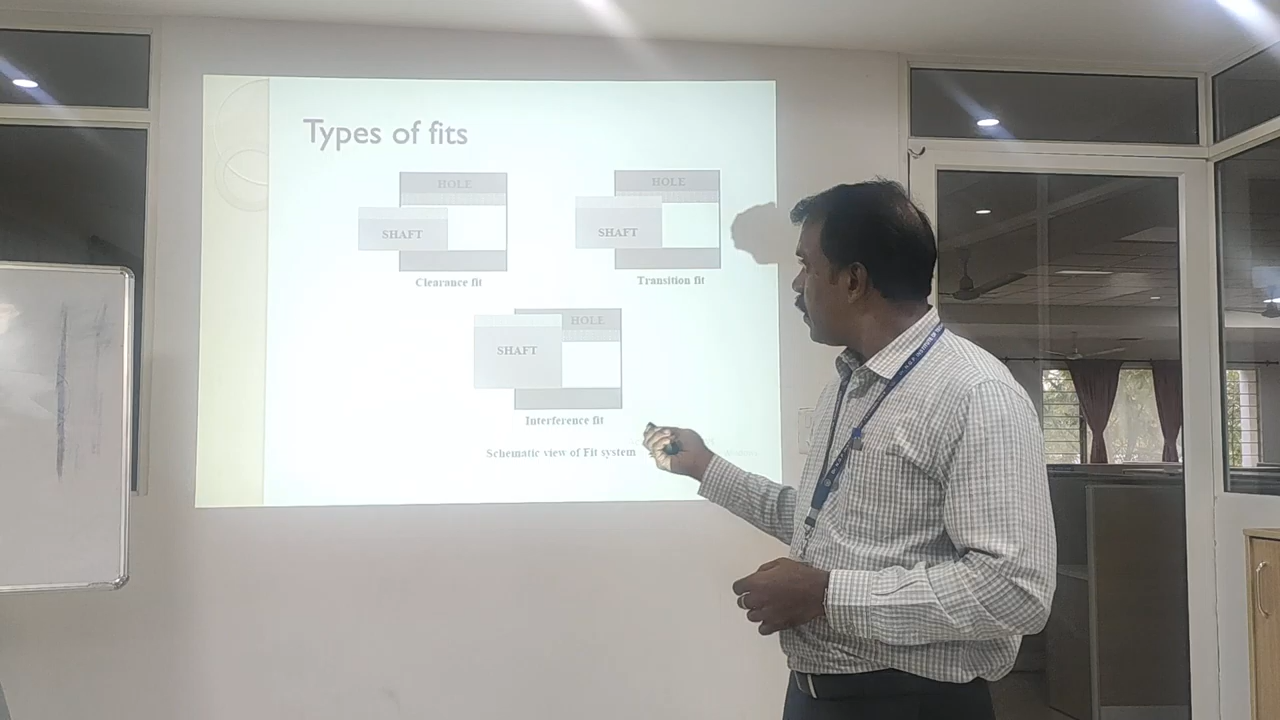 Types of fits
HOLE
HOLE
SHAFT
SHAFT
Clearance fit
Transition fit
HOLE
SHAFT
Interference fit
Schematic view of Fit system